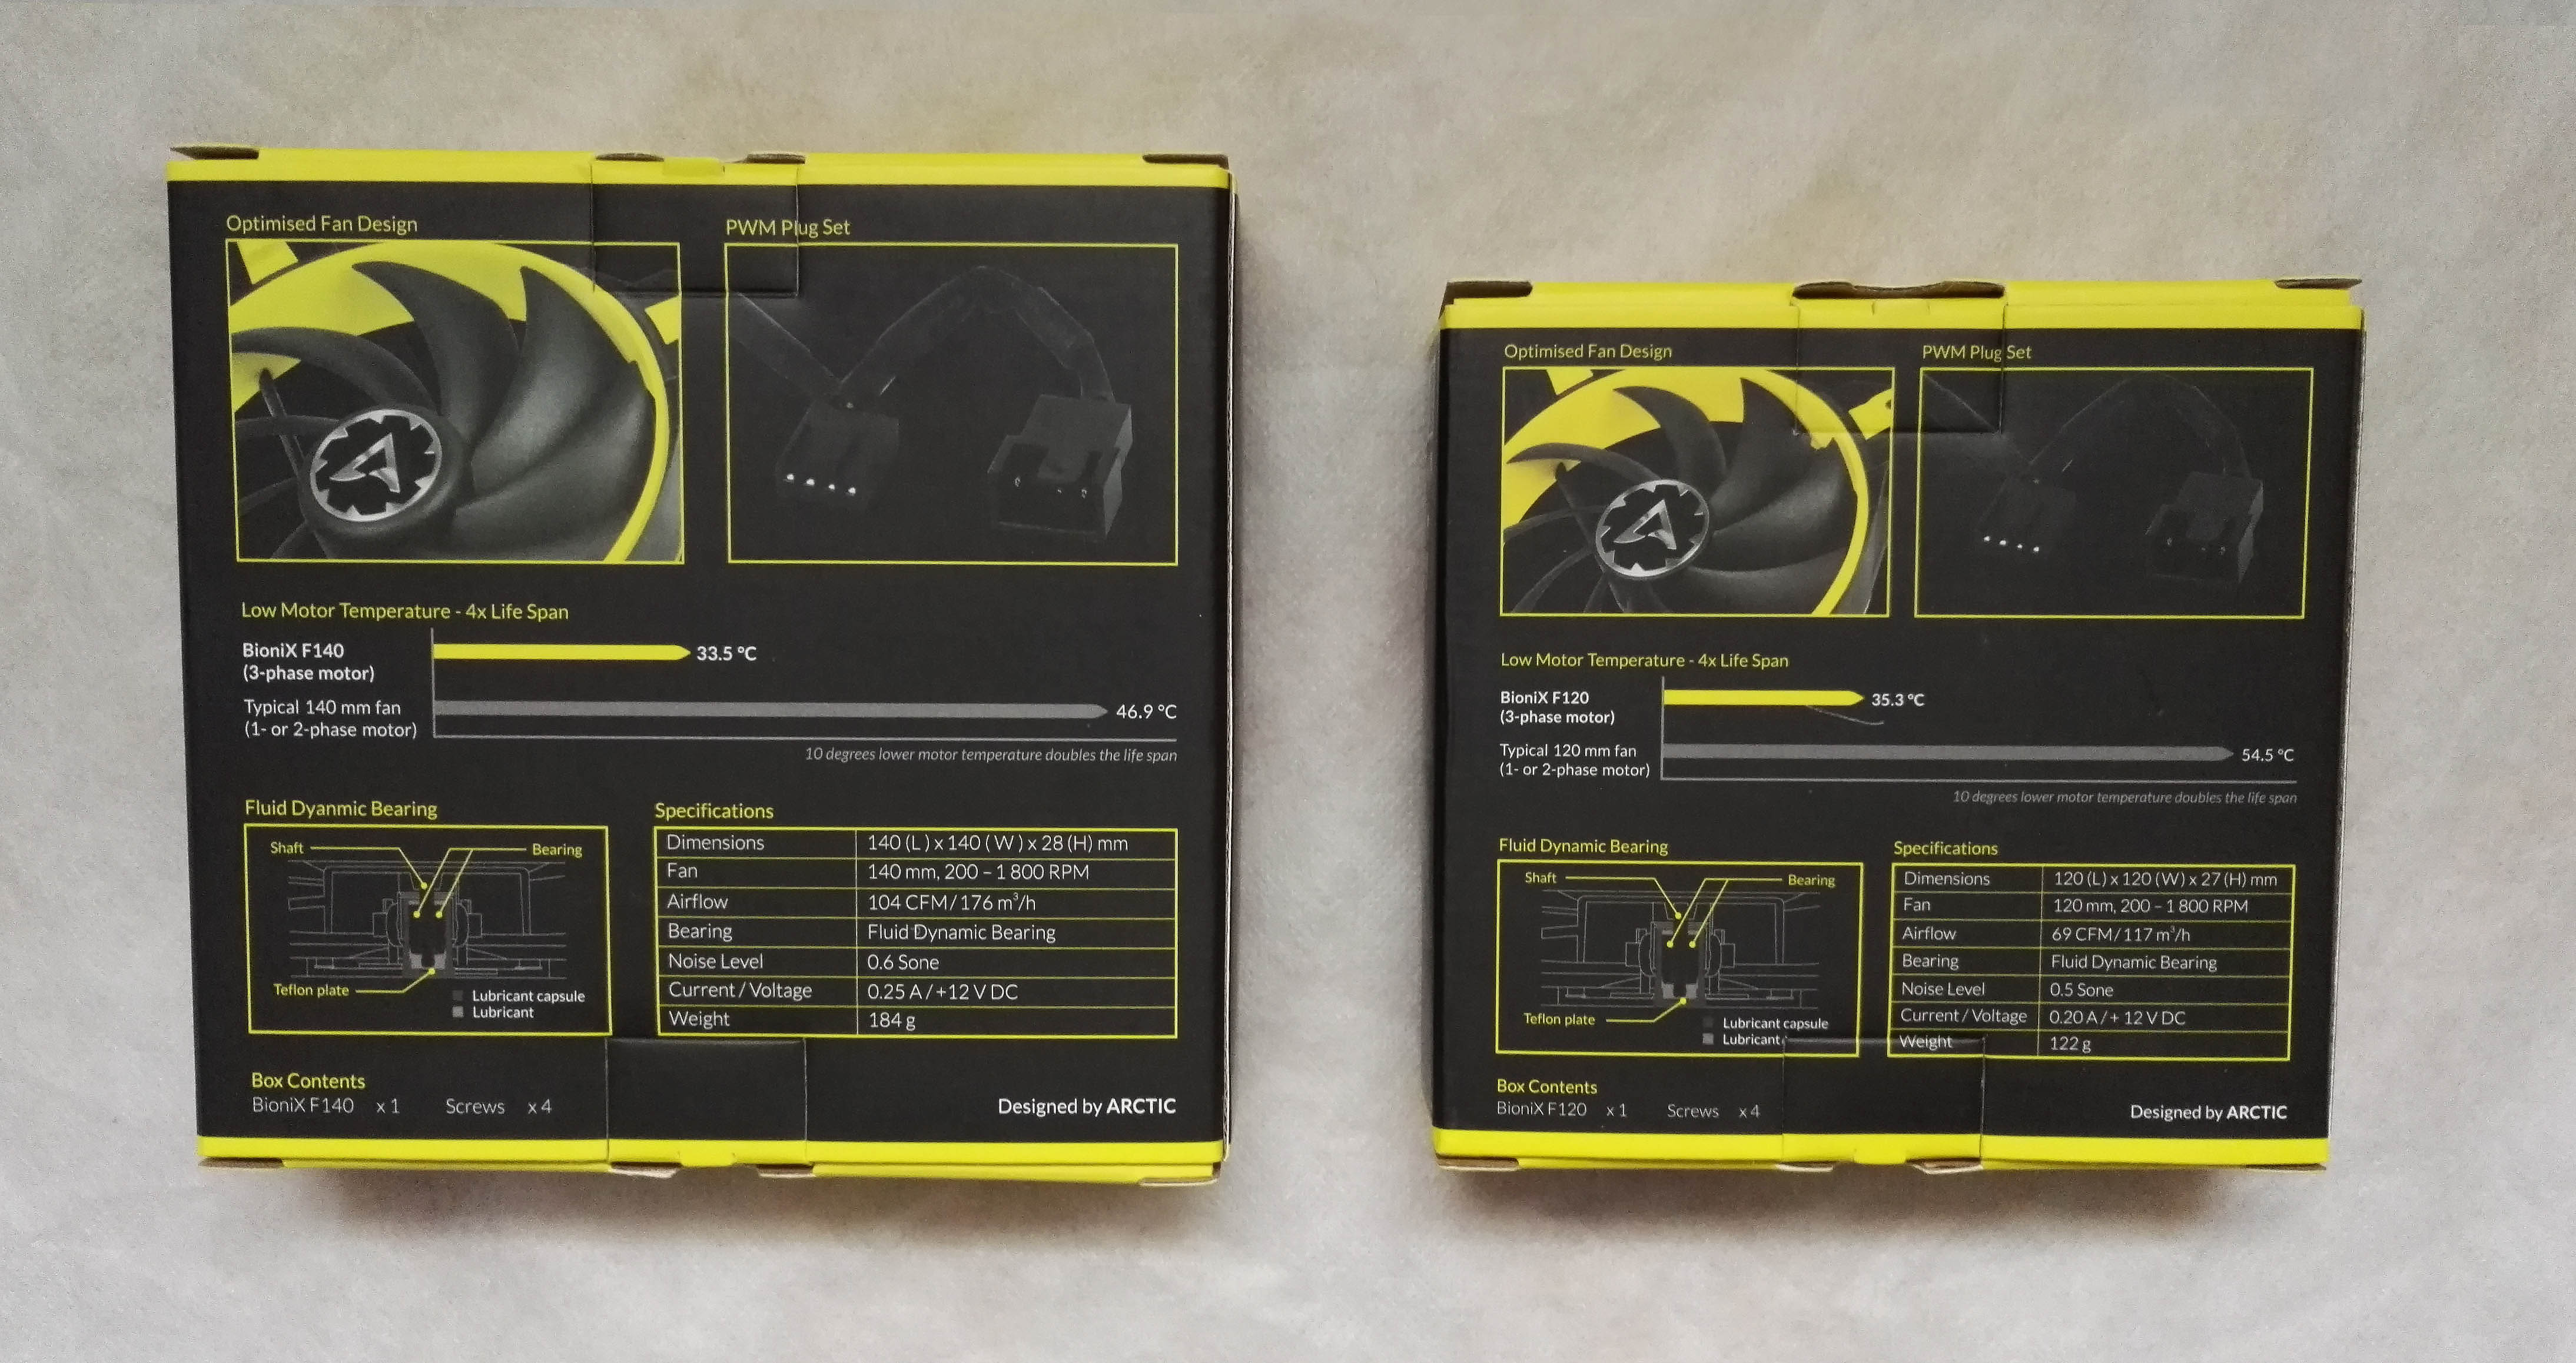 Optimised Fan Design
PWM Plug Set
Low Motor Temperature - 4x Life Span
BioniX F140
(3-phase motor)
33.5 °C
Typical 140 mm fan
(1- or 2-phase motor)
46.9 °C
10 degrees lower motor temperature doubles the life span
Fluid Dyanmic Bearing
Shaft
Bearing
Teflon plate
Lubricant capsule
Lubricant
Specifications
Dimensions 140 (L) x 140 (W) x 28 (H) mm
Fan 140 mm, 200 – 1 800 RPM
Airflow 104 CFM / 176 m³/h
Bearing Fluid Dynamic Bearing
Noise Level 0.6 Sone
Current / Voltage 0.25 A / +12 V DC
Weight 184 g
Box Contents
BioniX F140 x 1 Screws x 4
Designed by ARCTIC
Optimised Fan Design
PWM Plug Set
Low Motor Temperature - 4x Life Span
BioniX F120
(3-phase motor)
35.3 °C
Typical 120 mm fan
(1- or 2-phase motor)
54.5 °C
10 degrees lower motor temperature doubles the life span
Fluid Dynamic Bearing
Shaft
Bearing
Teflon plate
Lubricant capsule
Lubricant
Specifications
Dimensions 120 (L) x 120 (W) x 27 (H) mm
Fan 120 mm, 200 – 1 800 RPM
Airflow 69 CFM / 117 m³/h
Bearing Fluid Dynamic Bearing
Noise Level 0.5 Sone
Current / Voltage 0.20 A / + 12 V DC
Weight 122 g
Box Contents
BioniX F120 x 1 Screws x 4
Designed by ARCTIC